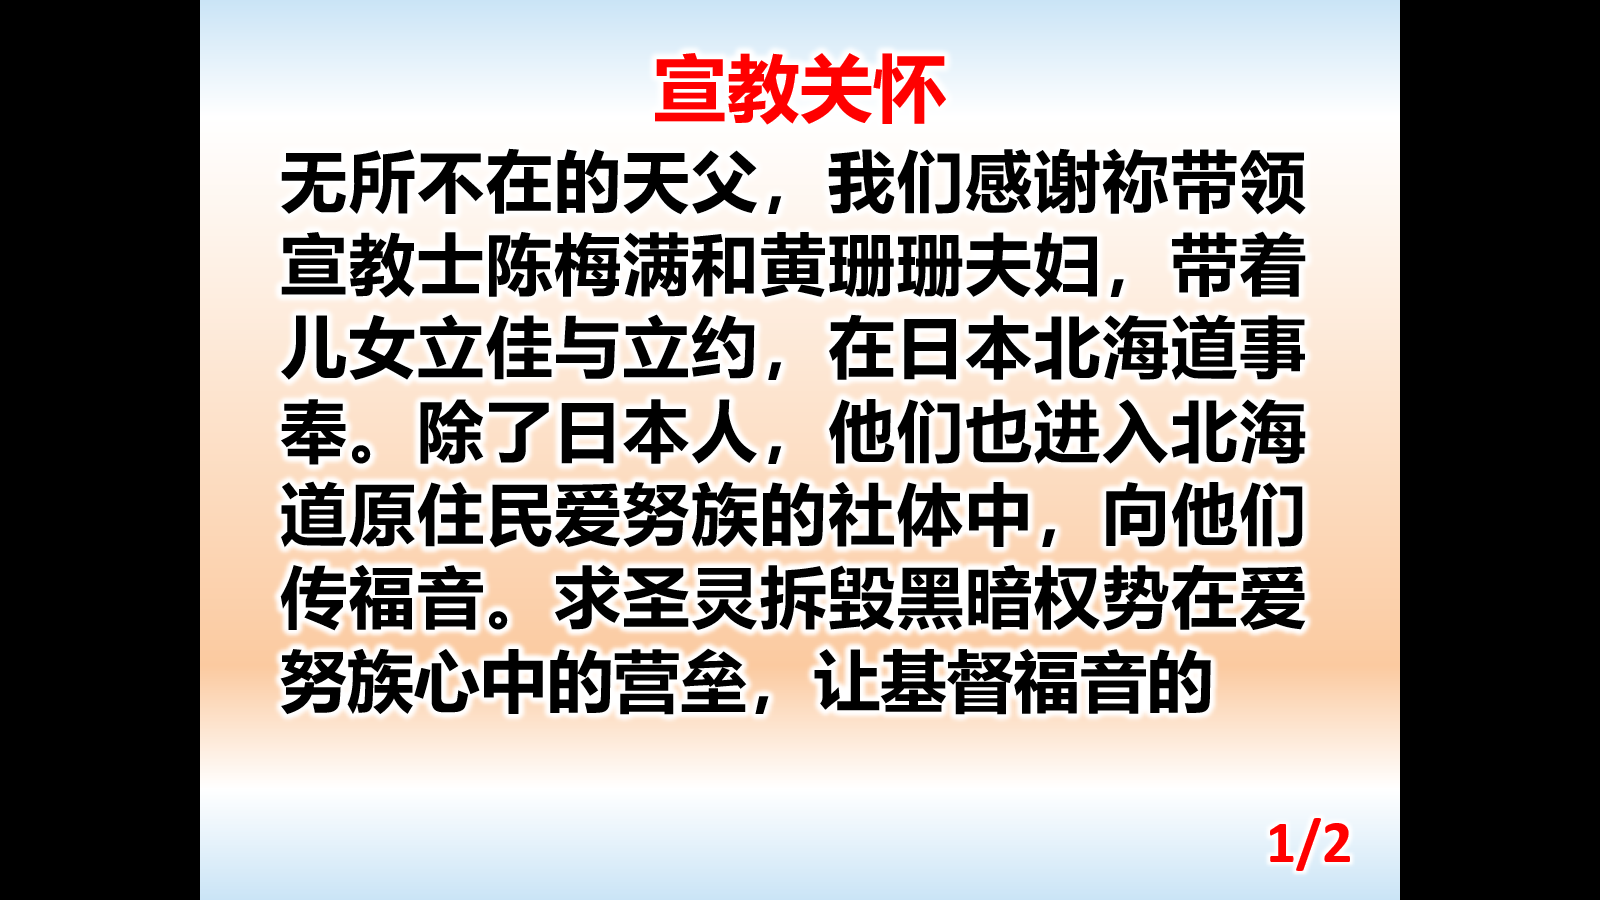 宣教关怀
无所不在的天父，我们感谢祢带领
宣教士陈梅满和黄珊珊夫妇，带着
儿女立佳与立约，在日本北海道事
奉。除了日本人，他们也进入北海
道原住民爱努族的社体中，向他们
传福音。求圣灵拆毁黑暗权势在爱
努族心中的营垒，让基督福音的
1/2